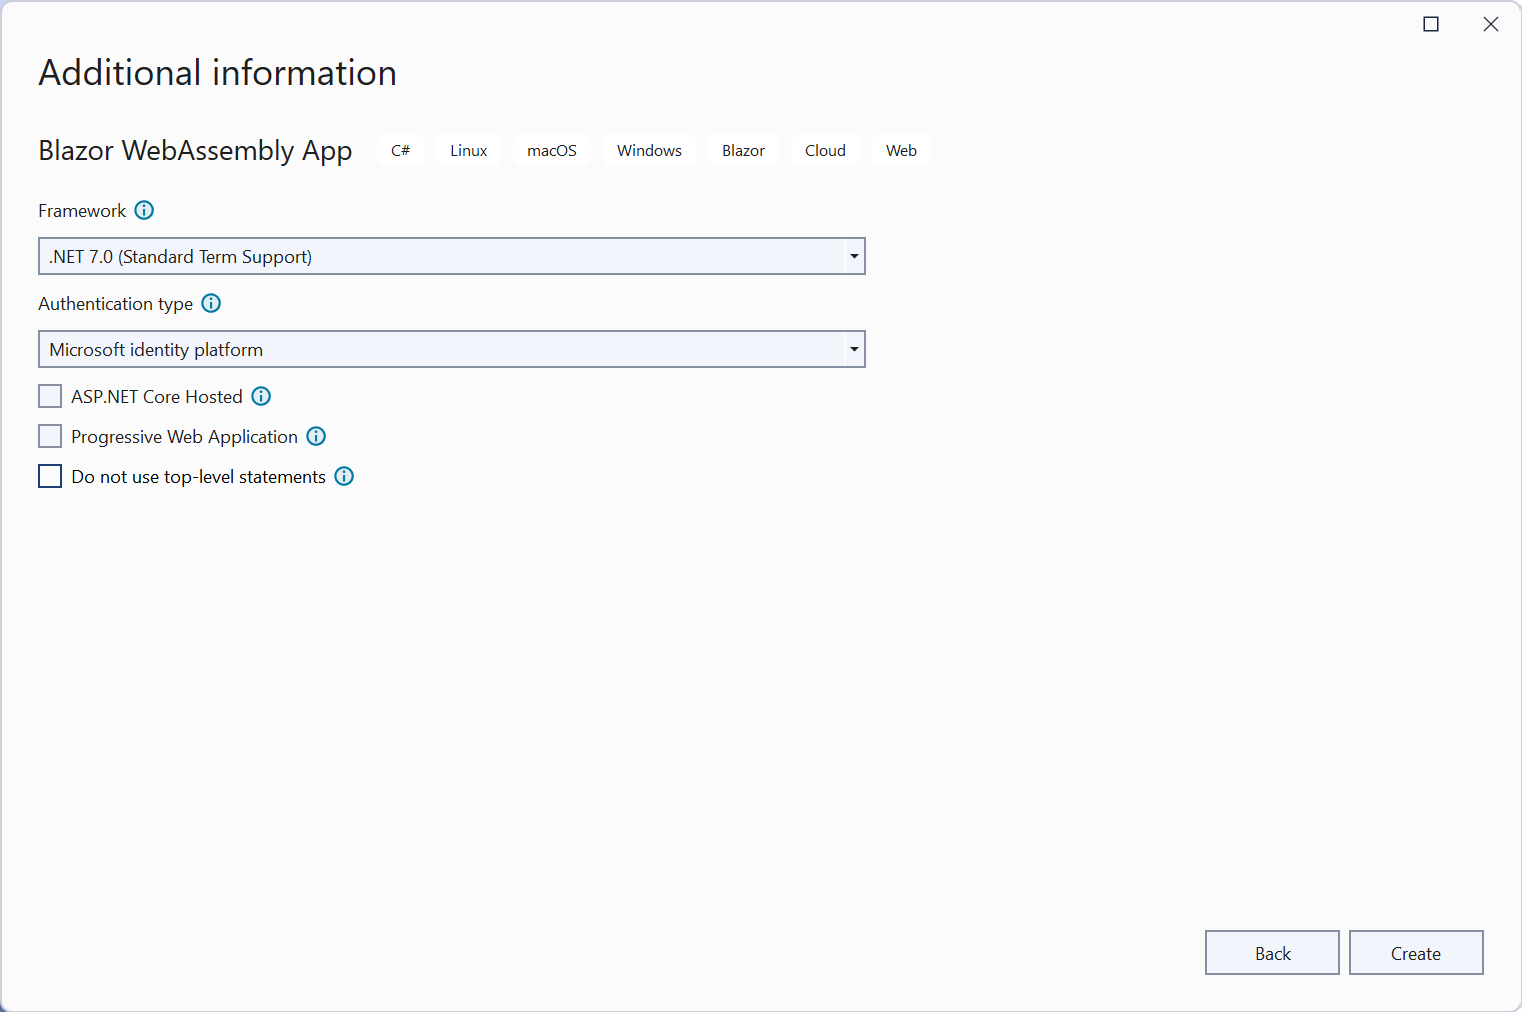 Additional information
Blazor WebAssembly App C# Linux macOS Windows Blazor Cloud Web
Framework
.NET 7.0 (Standard Term Support)
Authentication type
Microsoft identity platform
ASP.NET Core Hosted
Progressive Web Application
Do not use top-level statements
Back Create